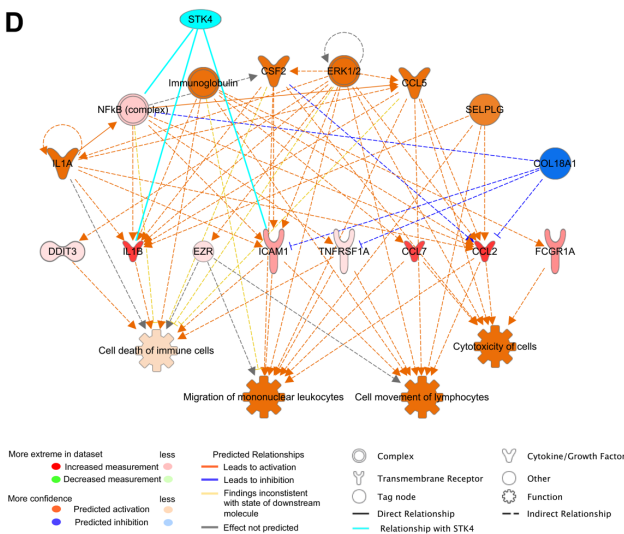 D
STK4
Immunoglobulin
CSF2
ERK1/2
CCL5
NFkB (complex)
SELPLG
IL1A
COL18A1
DDIT3
IL1B
EZR
ICAM1
TNFRSF1A
CCL7
CCL2
FCGR1A
Cell death of immune cells
Cytotoxicity of cells
Migration of mononuclear leukocytes
Cell movement of lymphocytes
More extreme in dataset less
Increased measurement
Decreased measurement
More confidence less
Predicted activation
Predicted inhibition
Predicted Relationships
Leads to activation
Leads to inhibition
Findings inconstistent
with state of downstream
molecule
Effect not predicted
Complex
Transmembrane Receptor
Tag node
Direct Relationship
Relationship with STK4
Cytokine/Growth Factor
Other
Function
Indirect Relationship